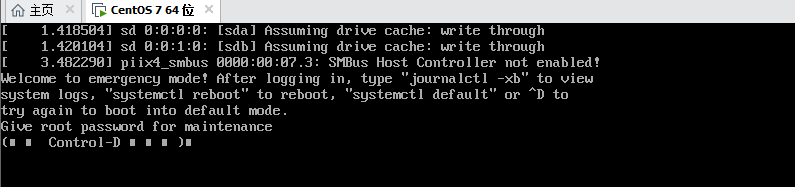 主页 × CentOS 7 64 位 ×
[    1.418504] sd 0:0:0:0: [sda] Assuming drive cache: write through
[    1.420104] sd 0:0:1:0: [sdb] Assuming drive cache: write through
[    3.482290] piix4_smbus 0000:00:07.3: SMBus Host Controller not enabled!
Welcome to emergency mode! After logging in, type "journalctl -xb" to view
system logs, "systemctl reboot" to reboot, "systemctl default" or ^D to
try again to boot into default mode.
Give root password for maintenance
(■ ■  Control-D ■ ■ ■ ■ )■